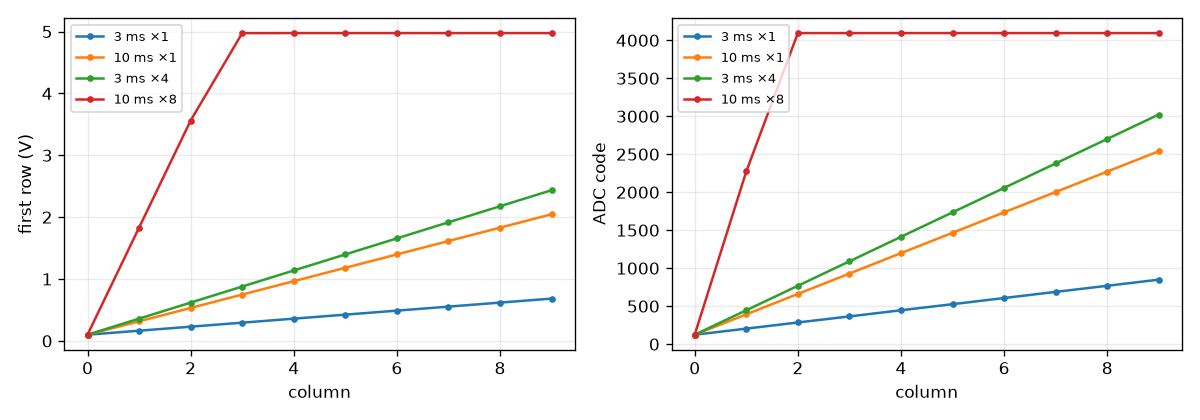 3 ms ×1
10 ms ×1
3 ms ×4
10 ms ×8
first row (V)
5
4
3
2
1
0
0 2 4 6 8
column
3 ms ×1
10 ms ×1
3 ms ×4
10 ms ×8
ADC code
4000
3500
3000
2500
2000
1500
1000
500
0
0 2 4 6 8
column